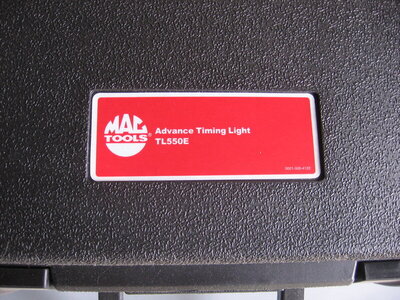 MAC
TOOLS®
Advance Timing Light
TL550E